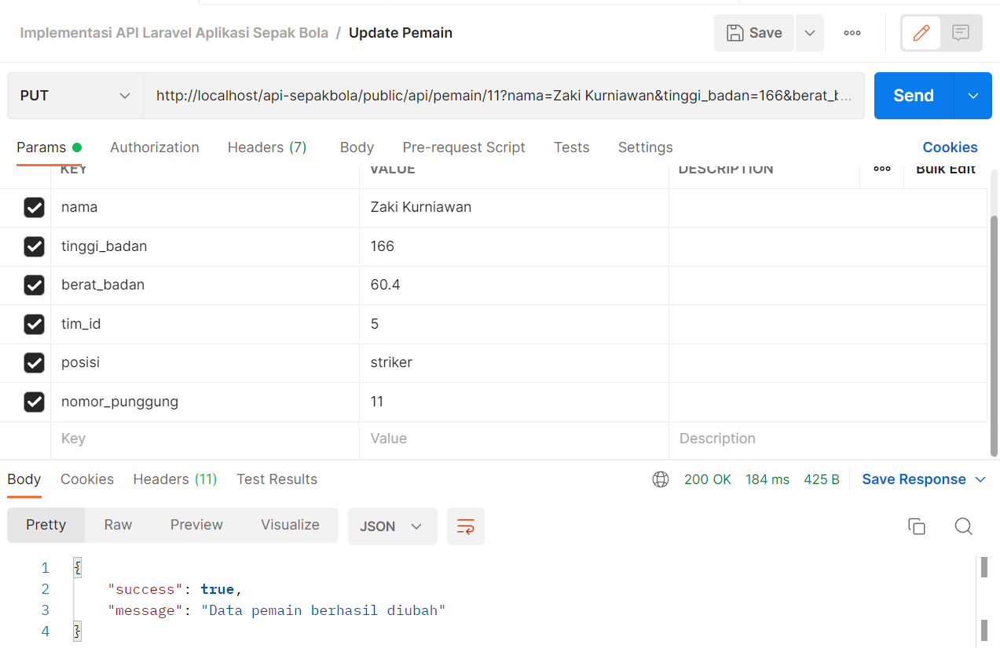 Implementasi API Laravel Aplikasi Sepak Bola / Update Pemain
Save
PUT
http://localhost/api-sepakbola/public/api/pemain/11?nama=Zaki Kurniawan&tinggi_badan=166&berat_b...
Send
Params
Authorization
Headers (7)
Body
Pre-request Script
Tests
Settings
Cookies
KEY
VALUE
DESCRIPTION
Bulk Edit
nama
Zaki Kurniawan
tinggi_badan
166
berat_badan
60.4
tim_id
5
posisi
striker
nomor_punggung
11
Key
Value
Description
Body
Cookies
Headers (11)
Test Results
200 OK
184 ms
425 B
Save Response
Pretty
Raw
Preview
Visualize
JSON
1 {
2 "success": true,
3 "message": "Data pemain berhasil diubah"
4 }